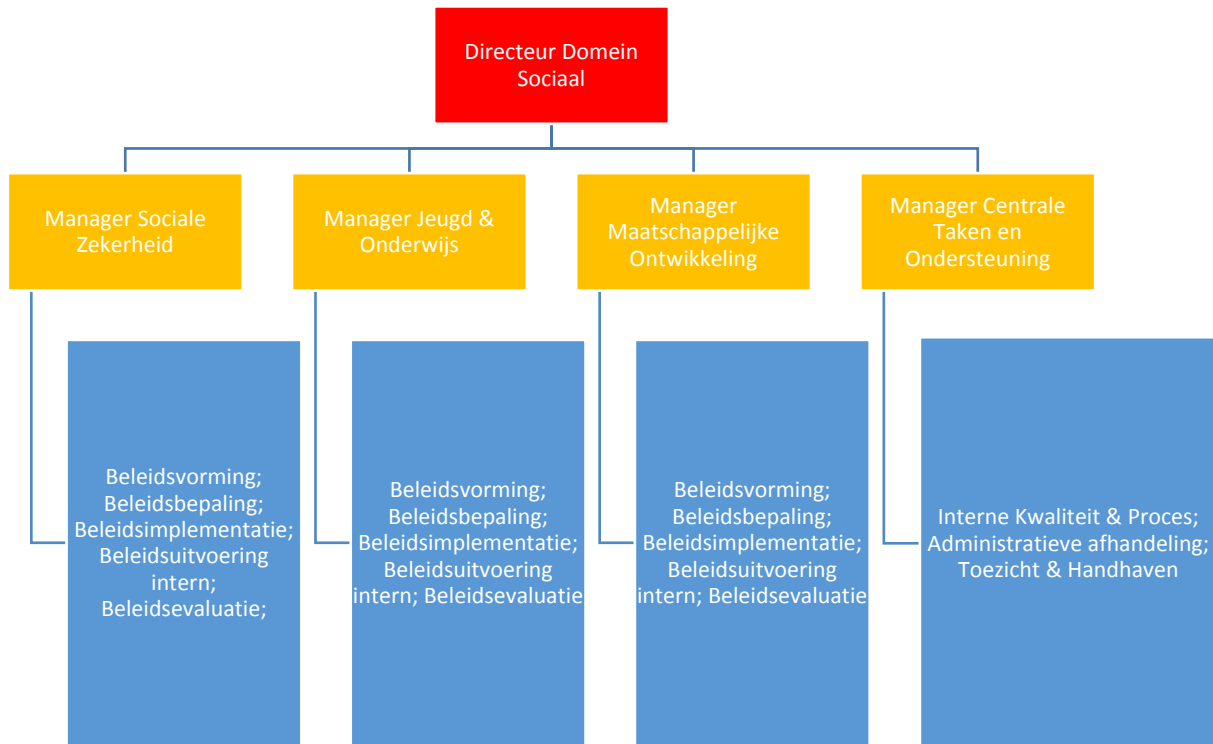 Directeur Domein
Sociaal
Manager Sociale
Zekerheid
Manager Jeugd &
Onderwijs
Manager
Maatschappelijke
Ontwikkeling
Manager Centrale
Taken en
Ondersteuning
Beleidsvorming;
Beleidsbepaling;
Beleidsimplementatie;
Beleidsuitvoering
intern;
Beleidsevaluatie;
Beleidsvorming;
Beleidsbepaling;
Beleidsimplementatie;
Beleidsuitvoering
intern; Beleidsevaluatie
Beleidsvorming;
Beleidsbepaling;
Beleidsimplementatie;
Beleidsuitvoering
intern; Beleidsevaluatie
Interne Kwaliteit & Proces;
Administratieve afhandeling;
Toezicht & Handhaven